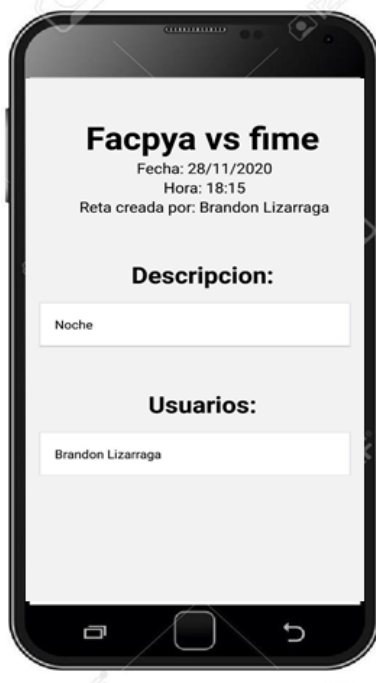 Facpya vs fime
Fecha: 28/11/2020
Hora: 18:15
Reta creada por: Brandon Lizarraga
Descripcion:
Noche
Usuarios:
Brandon Lizarraga